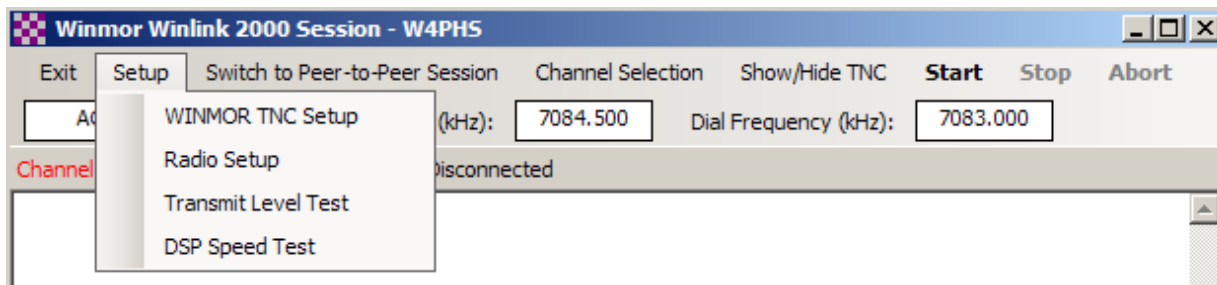 Winmor Winlink 2000 Session - W4PHS
Exit Setup Switch to Peer-to-Peer Session Channel Selection Show/Hide TNC Start Stop Abort
(kHz): 7084.500 Dial Frequency (kHz): 7083.000
Channel Disconnected
WINMOR TNC Setup
Radio Setup
Transmit Level Test
DSP Speed Test